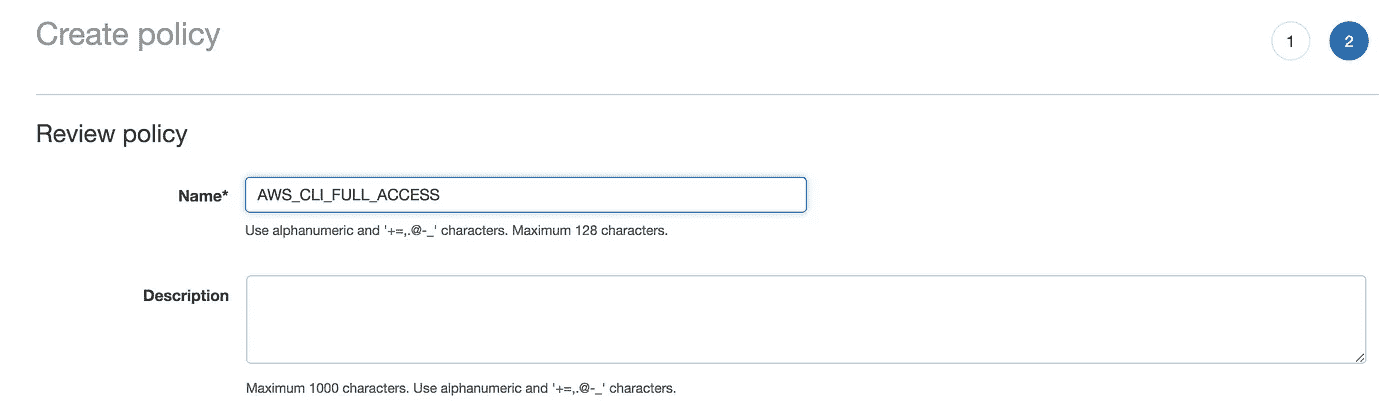 Create policy
1 2
Review policy
Name* AWS_CLI_FULL_ACCESS
Use alphanumeric and '+=,.@-_' characters. Maximum 128 characters.
Description
Maximum 1000 characters. Use alphanumeric and '+=,.@-_' characters.